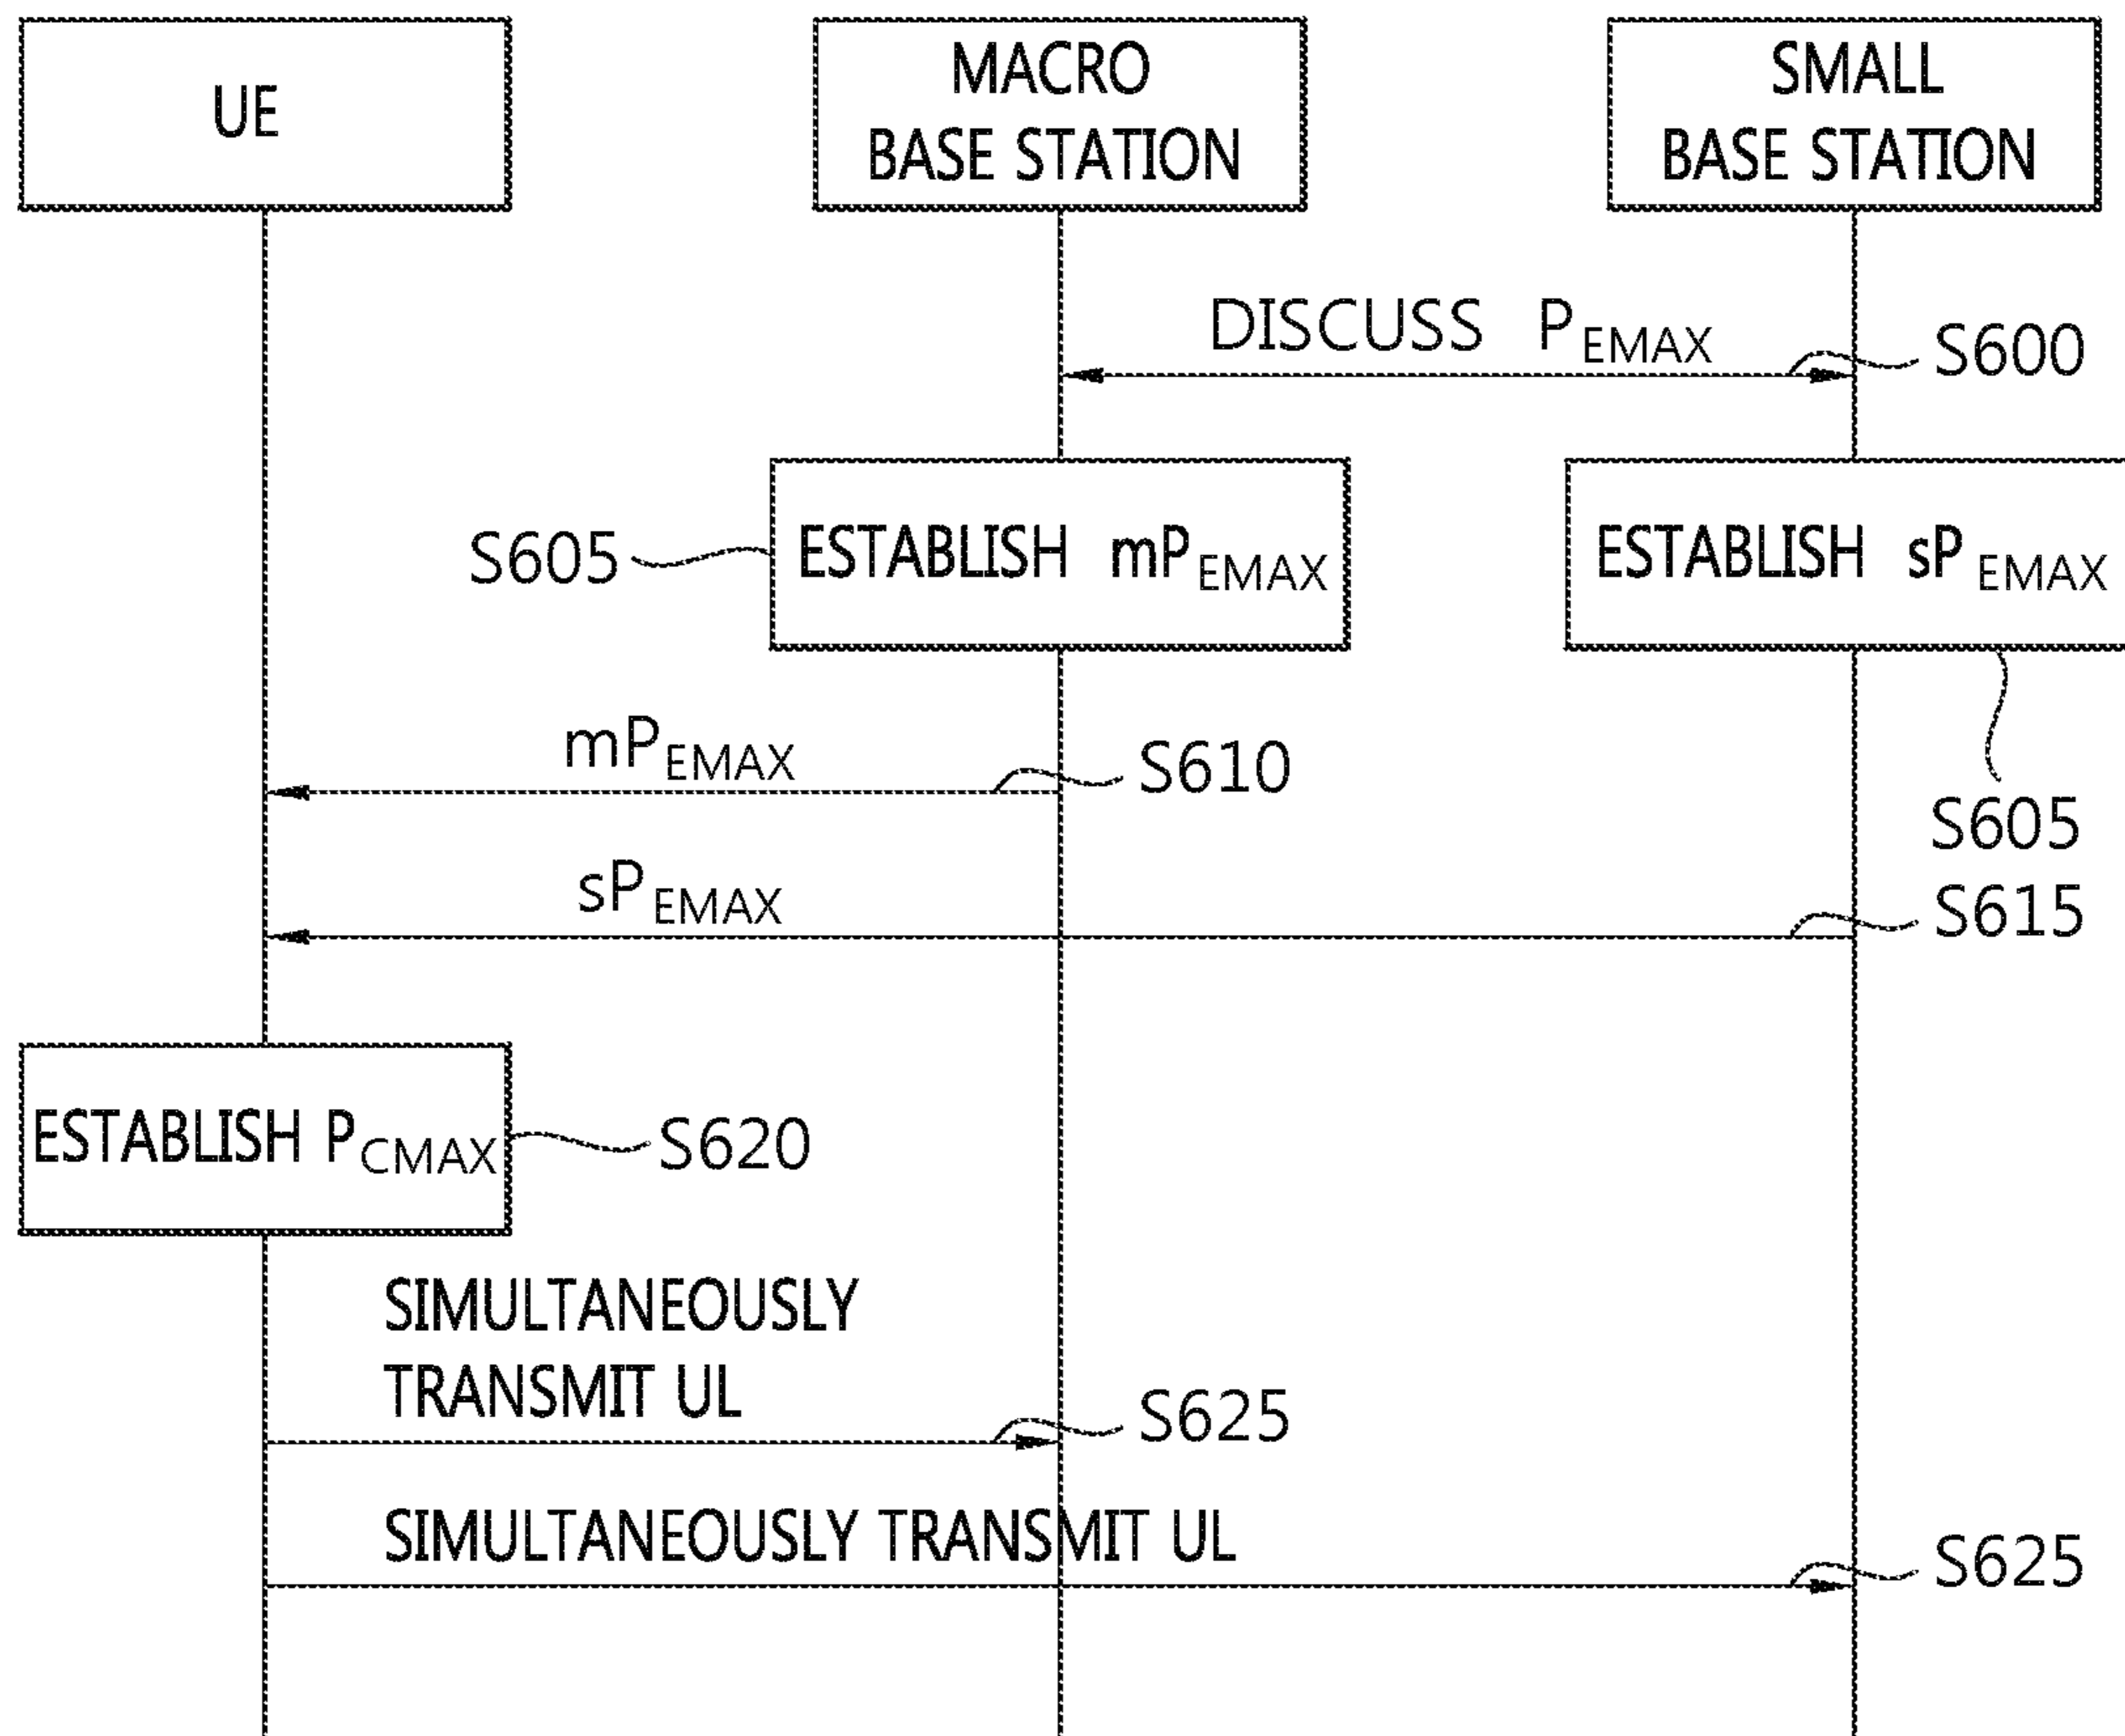 UE
MACRO
BASE STATION
SMALL
BASE STATION
DISCUSS PEMAX
S600
S605
ESTABLISH mPEMAX
ESTABLISH sPEMAX
mPEMAX
S610
S605
sPEMAX
S615
ESTABLISH PCMAX
S620
SIMULTANEOUSLY
TRANSMIT UL
S625
SIMULTANEOUSLY TRANSMIT UL
S625